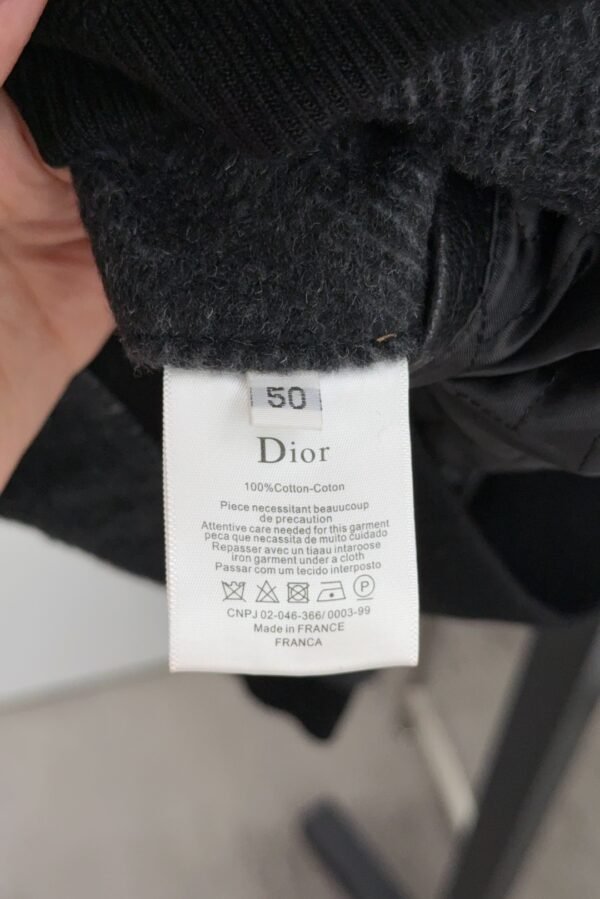 50
Dior
100%Cotton-Coton
Piece necessitant beauucoup
de precaution
Attentive care needed for this garment
peca que necassita de muito cuidado
Repasser avec un tiaau intaroose
iron garment under a cloth
Passar com um tecido interposto
P
CNPJ 02-046-366/ 0003-99
Made in FRANCE
FRANCA